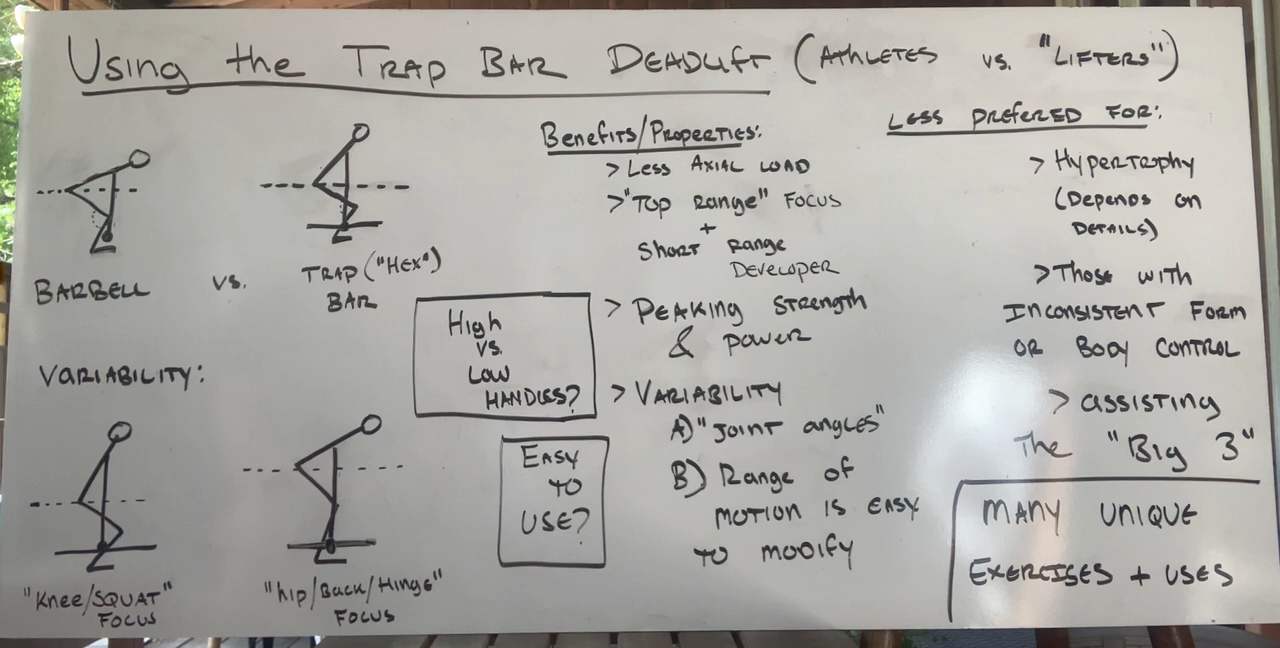 Using the TRAP BAR DEADLIFT (ATHLETES vs. "LIFTERS")
BARBELL
vs.
TRAP ("HEX")
BAR
VARIABILITY:
"Knee/SQUAT"
FOCUS
"hip/Back/Hinge"
FOCUS
High
vs.
LOW
HANDLES?
EASY
TO
USE?
Benefits/Properties:
> Less AXIAL LOAD
> "TOP Range" FOCUS
+
SHORT Range
DEVELOPER
> PEAKING STRENGTH
& POWER
> VARIABILITY
A) "JOINT angles"
B) Range of
MOTION IS EASY
TO MODIFY
LESS PREFERRED FOR:
> HYPERTROPHY
(Depends on
DETAILS)
> Those WITH
INCONSISTENT FORM
OR BODY CONTROL
> assisting
The "Big 3"
MANY UNIQUE
EXERCISES + USES